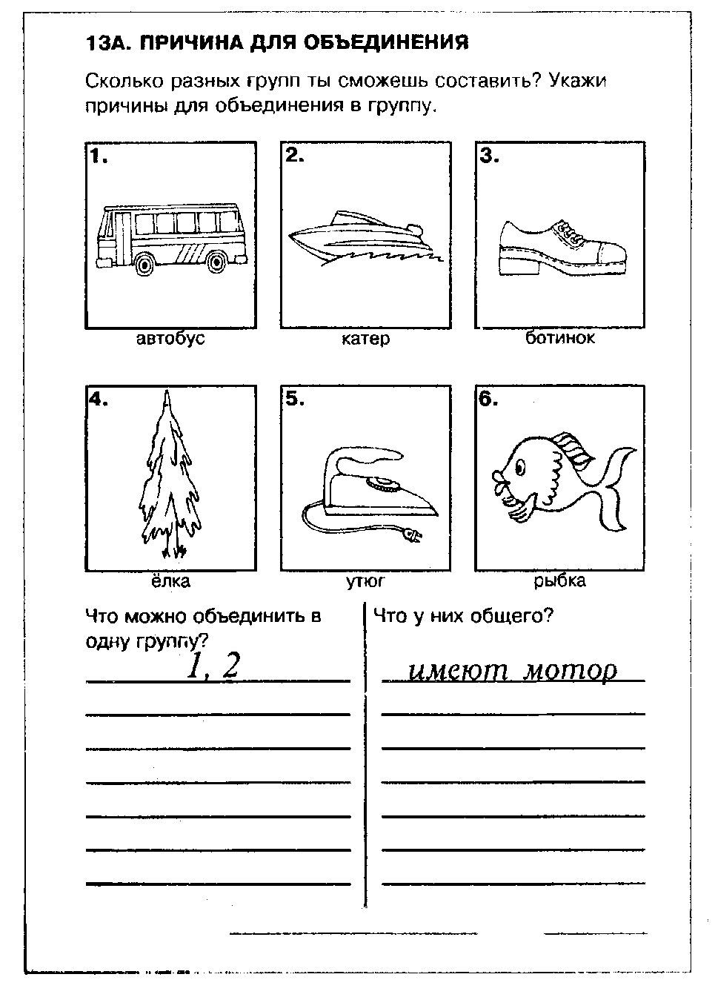 13А. ПРИЧИНА ДЛЯ ОБЪЕДИНЕНИЯ
Сколько разных групп ты сможешь составить? Укажи
причины для объединения в группу.
1. 2. 3.
автобус катер ботинок
4. 5. 6.
ёлка утюг рыбка
Что можно объединить в
одну группу?
Что у них общего?
1, 2 имеют мотор